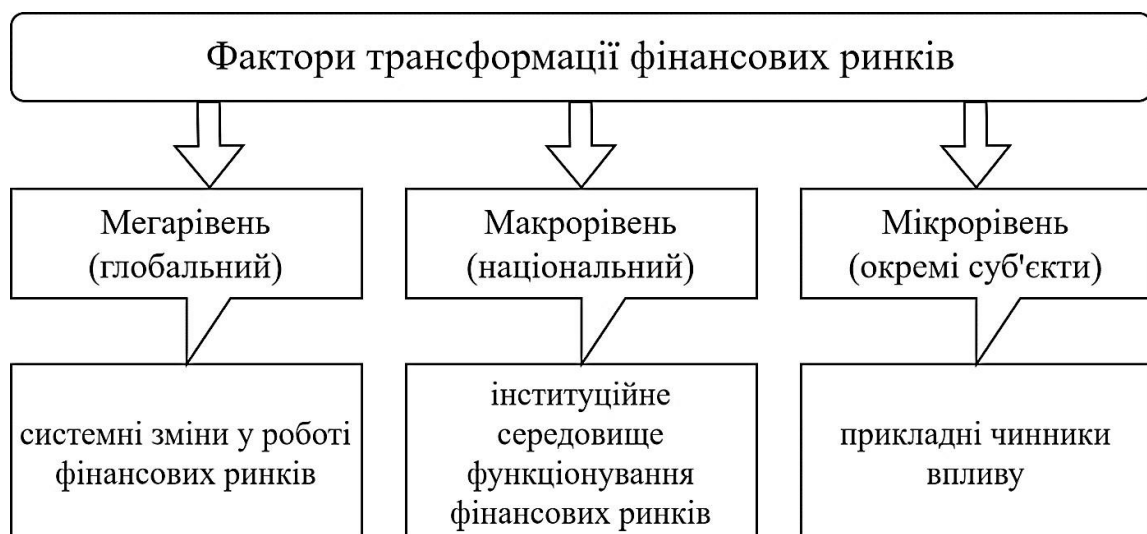 Фактори трансформації фінансових ринків
Мегарівень
(глобальний)
Макрорівень
(національний)
Мікрорівень
(окремі суб'єкти)
системні зміни у роботі
фінансових ринків
інституційне
середовище
функціонування
фінансових ринків
прикладні чинники
впливу